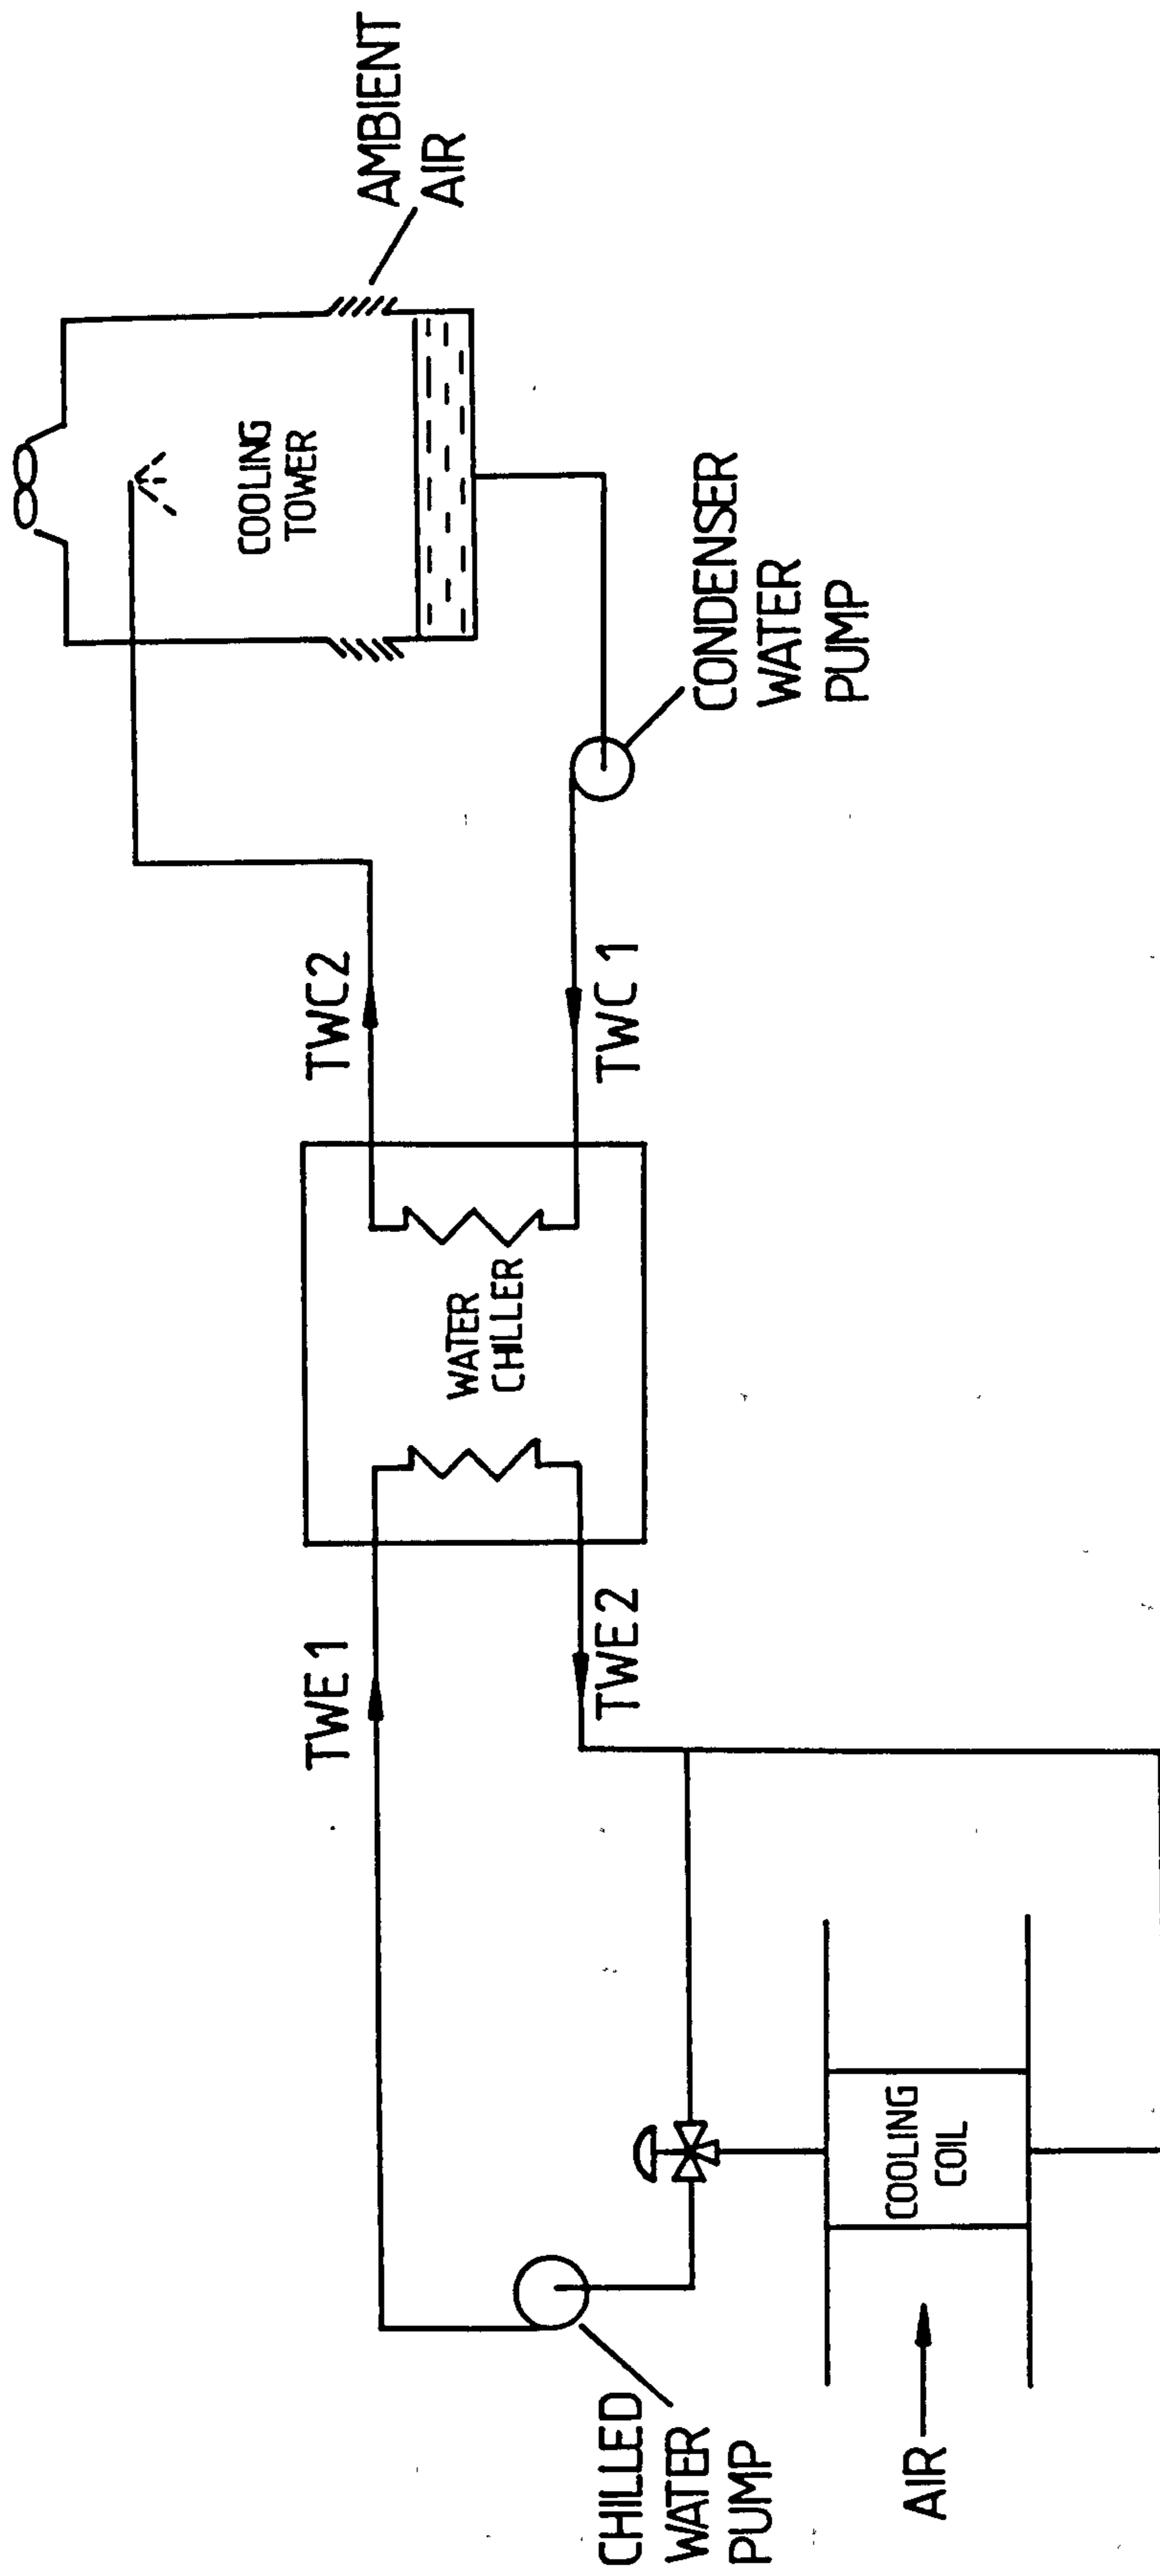 AMBIENT
AIR
COOLING
TOWER
CONDENSER
WATER
PUMP
TWC2
TWC 1
WATER
CHILLER
TWE 1
TWE 2
COOLING
COIL
CHILLED
WATER
PUMP
AIR